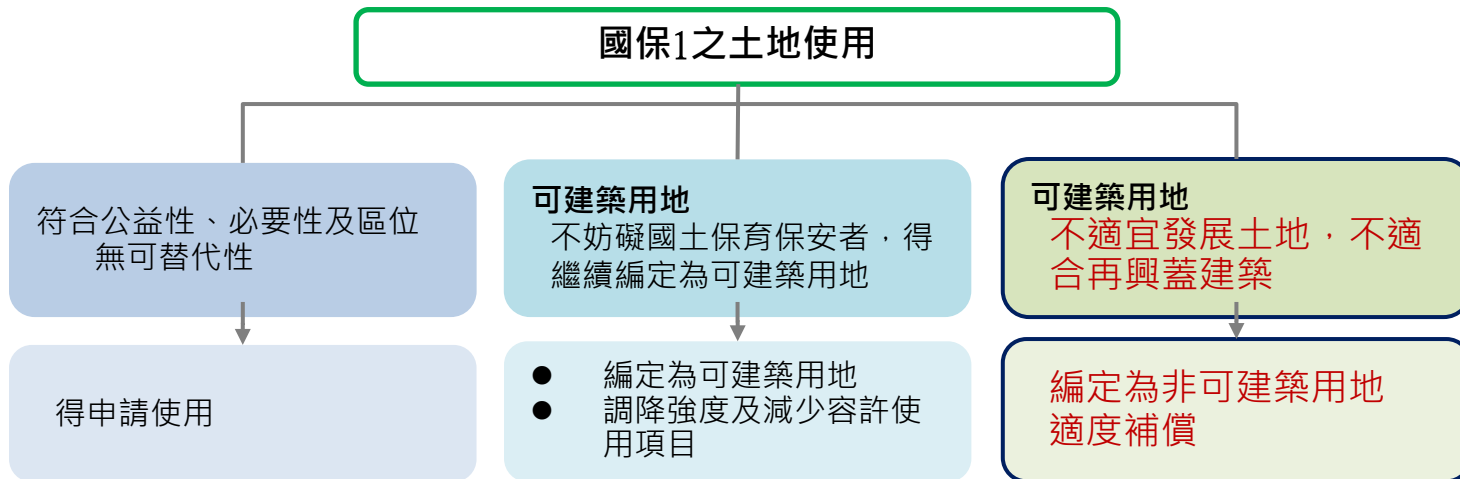 國保1之土地使用
符合公益性、必要性及區位
無可替代性
得申請使用
可建築用地
不妨礙國土保育保安者，得
繼續編定為可建築用地
● 編定為可建築用地
● 調降強度及減少容許使
用項目
可建築用地
不適宜發展土地，不適
合再興蓋建築
編定為非可建築用地
適度補償